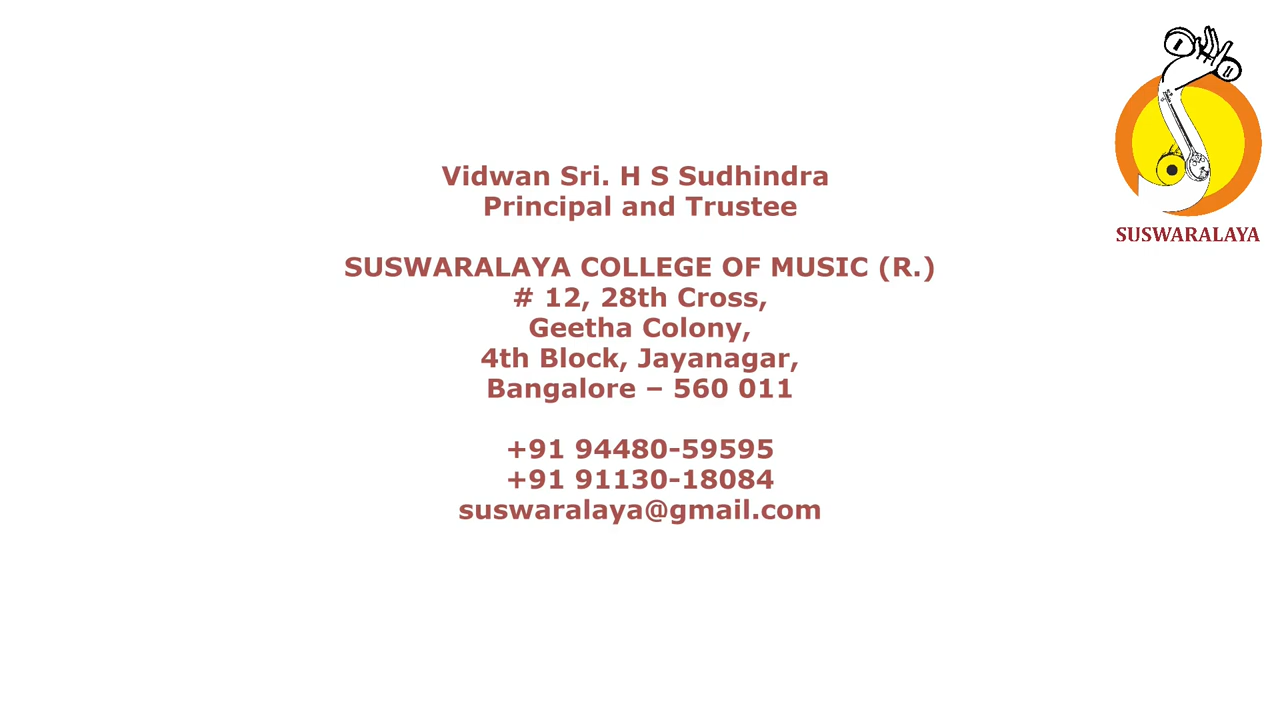 Vidwan Sri. H S Sudhindra
Principal and Trustee
SUSWARALAYA COLLEGE OF MUSIC (R.)
# 12, 28th Cross,
Geetha Colony,
4th Block, Jayanagar,
Bangalore – 560 011
+91 94480-59595
+91 91130-18084
suswaralaya@gmail.com
SUSWARALAYA